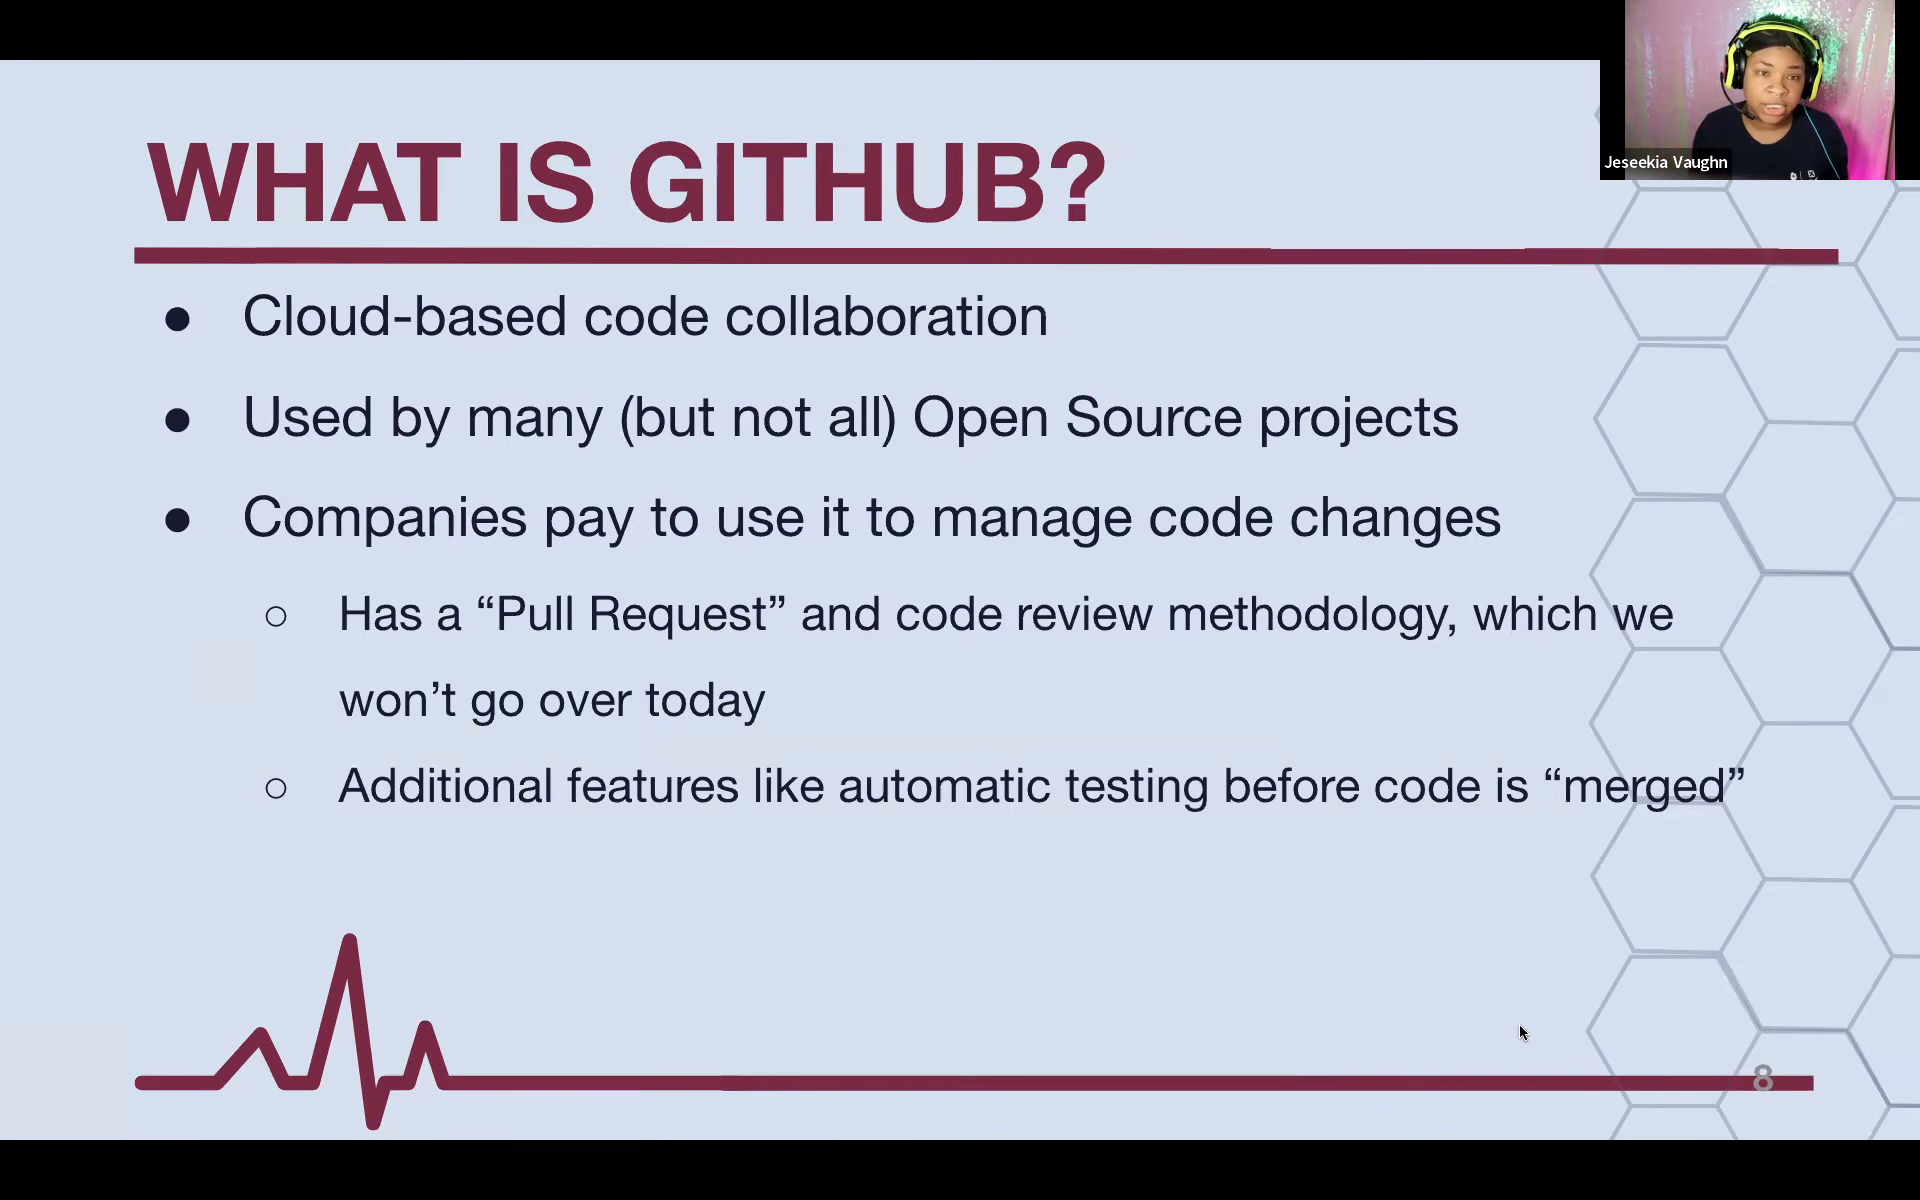 Jeseekia Vaughn
WHAT IS GITHUB?
● Cloud-based code collaboration
● Used by many (but not all) Open Source projects
● Companies pay to use it to manage code changes
○ Has a “Pull Request” and code review methodology, which we
won’t go over today
○ Additional features like automatic testing before code is “merged”
8